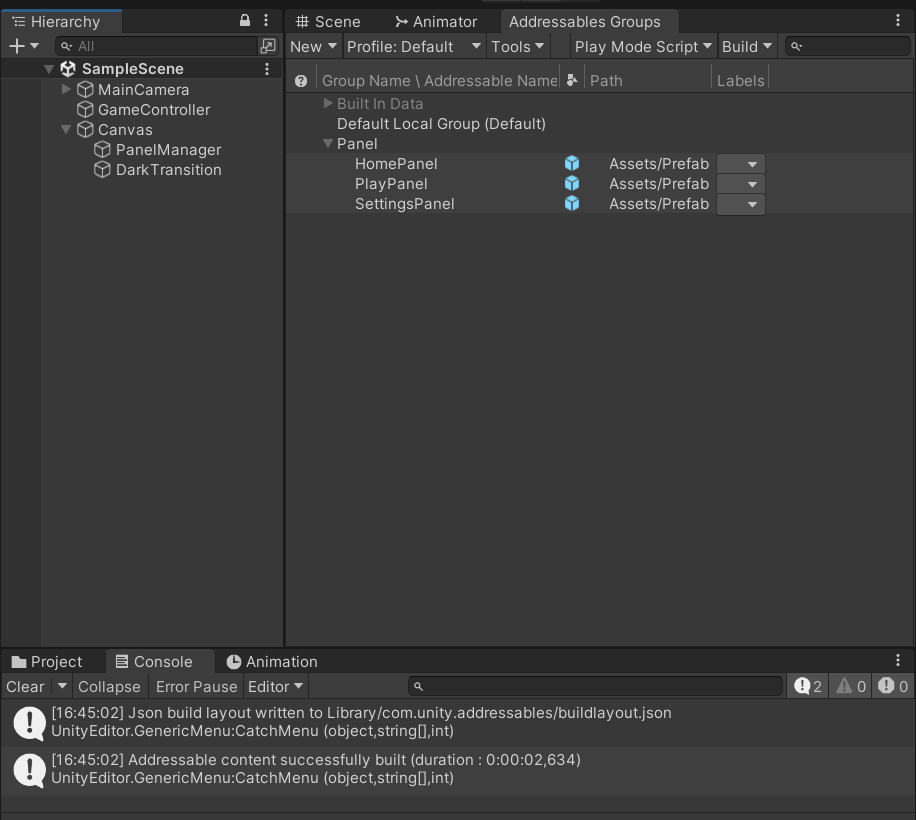 Hierarchy
All
SampleScene
MainCamera
GameController
Canvas
PanelManager
DarkTransition
Scene Animator Addressables Groups
New Profile: Default Tools Play Mode Script Build
Group Name \ Addressable Name Path Labels
Built In Data
Default Local Group (Default)
Panel
HomePanel Assets/Prefab
PlayPanel Assets/Prefab
SettingsPanel Assets/Prefab
Project Console Animation
Clear Collapse Error Pause Editor 2 0 0
[16:45:02] Json build layout written to Library/com.unity.addressables/buildlayout.json
UnityEditor.GenericMenu:CatchMenu (object,string[],int)
[16:45:02] Addressable content successfully built (duration : 0:00:02,634)
UnityEditor.GenericMenu:CatchMenu (object,string[],int)